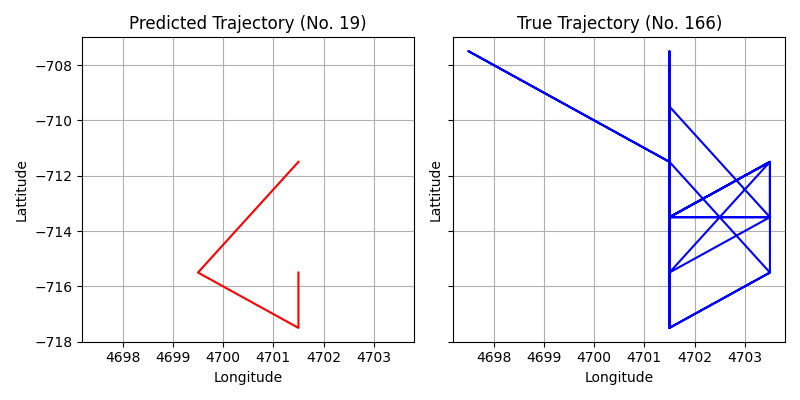 Predicted Trajectory (No. 19)
True Trajectory (No. 166)
−708
−710
−712
−714
−716
−718
Lattitude
Lattitude
4698 4699 4700 4701 4702 4703
4698 4699 4700 4701 4702 4703
Longitude
Longitude